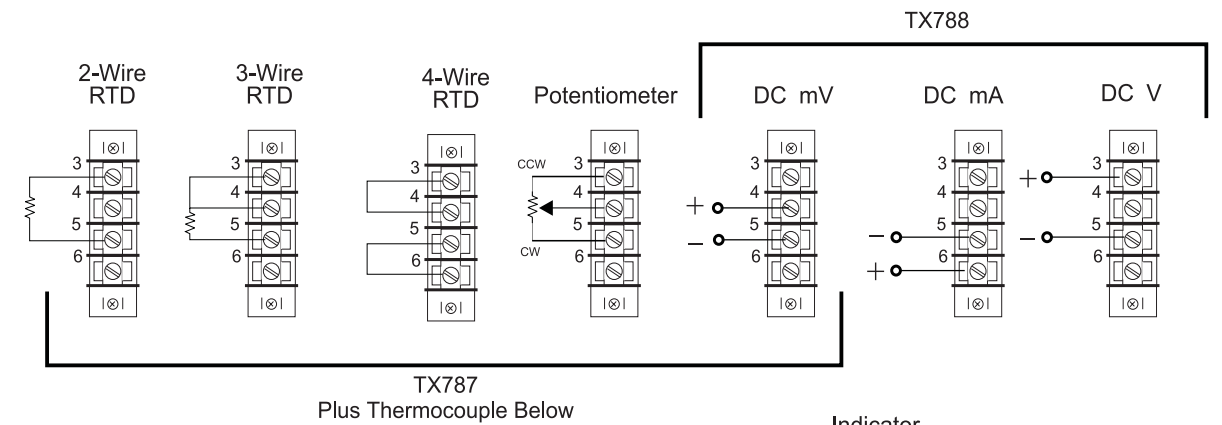 TX788
2-Wire
RTD
3-Wire
RTD
4-Wire
RTD
Potentiometer
DC mV
DC mA
DC V
3
4
5
6
3
4
5
6
3
4
5
6
CCW
CW
3
4
5
6
3
4
5
6
+
−
3
4
5
6
−
+
3
4
5
6
+
−
TX787
Plus Thermocouple Below
Indicator